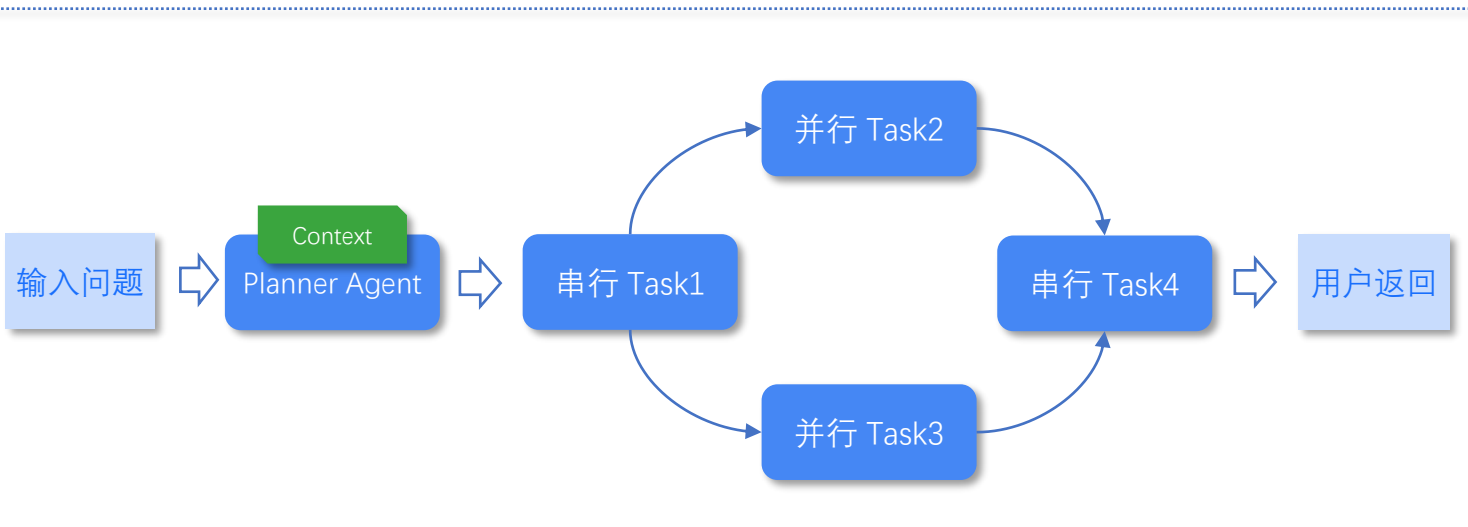 并行 Task2
Context
输入问题
Planner Agent
串行 Task1
串行 Task4
用户返回
并行 Task3